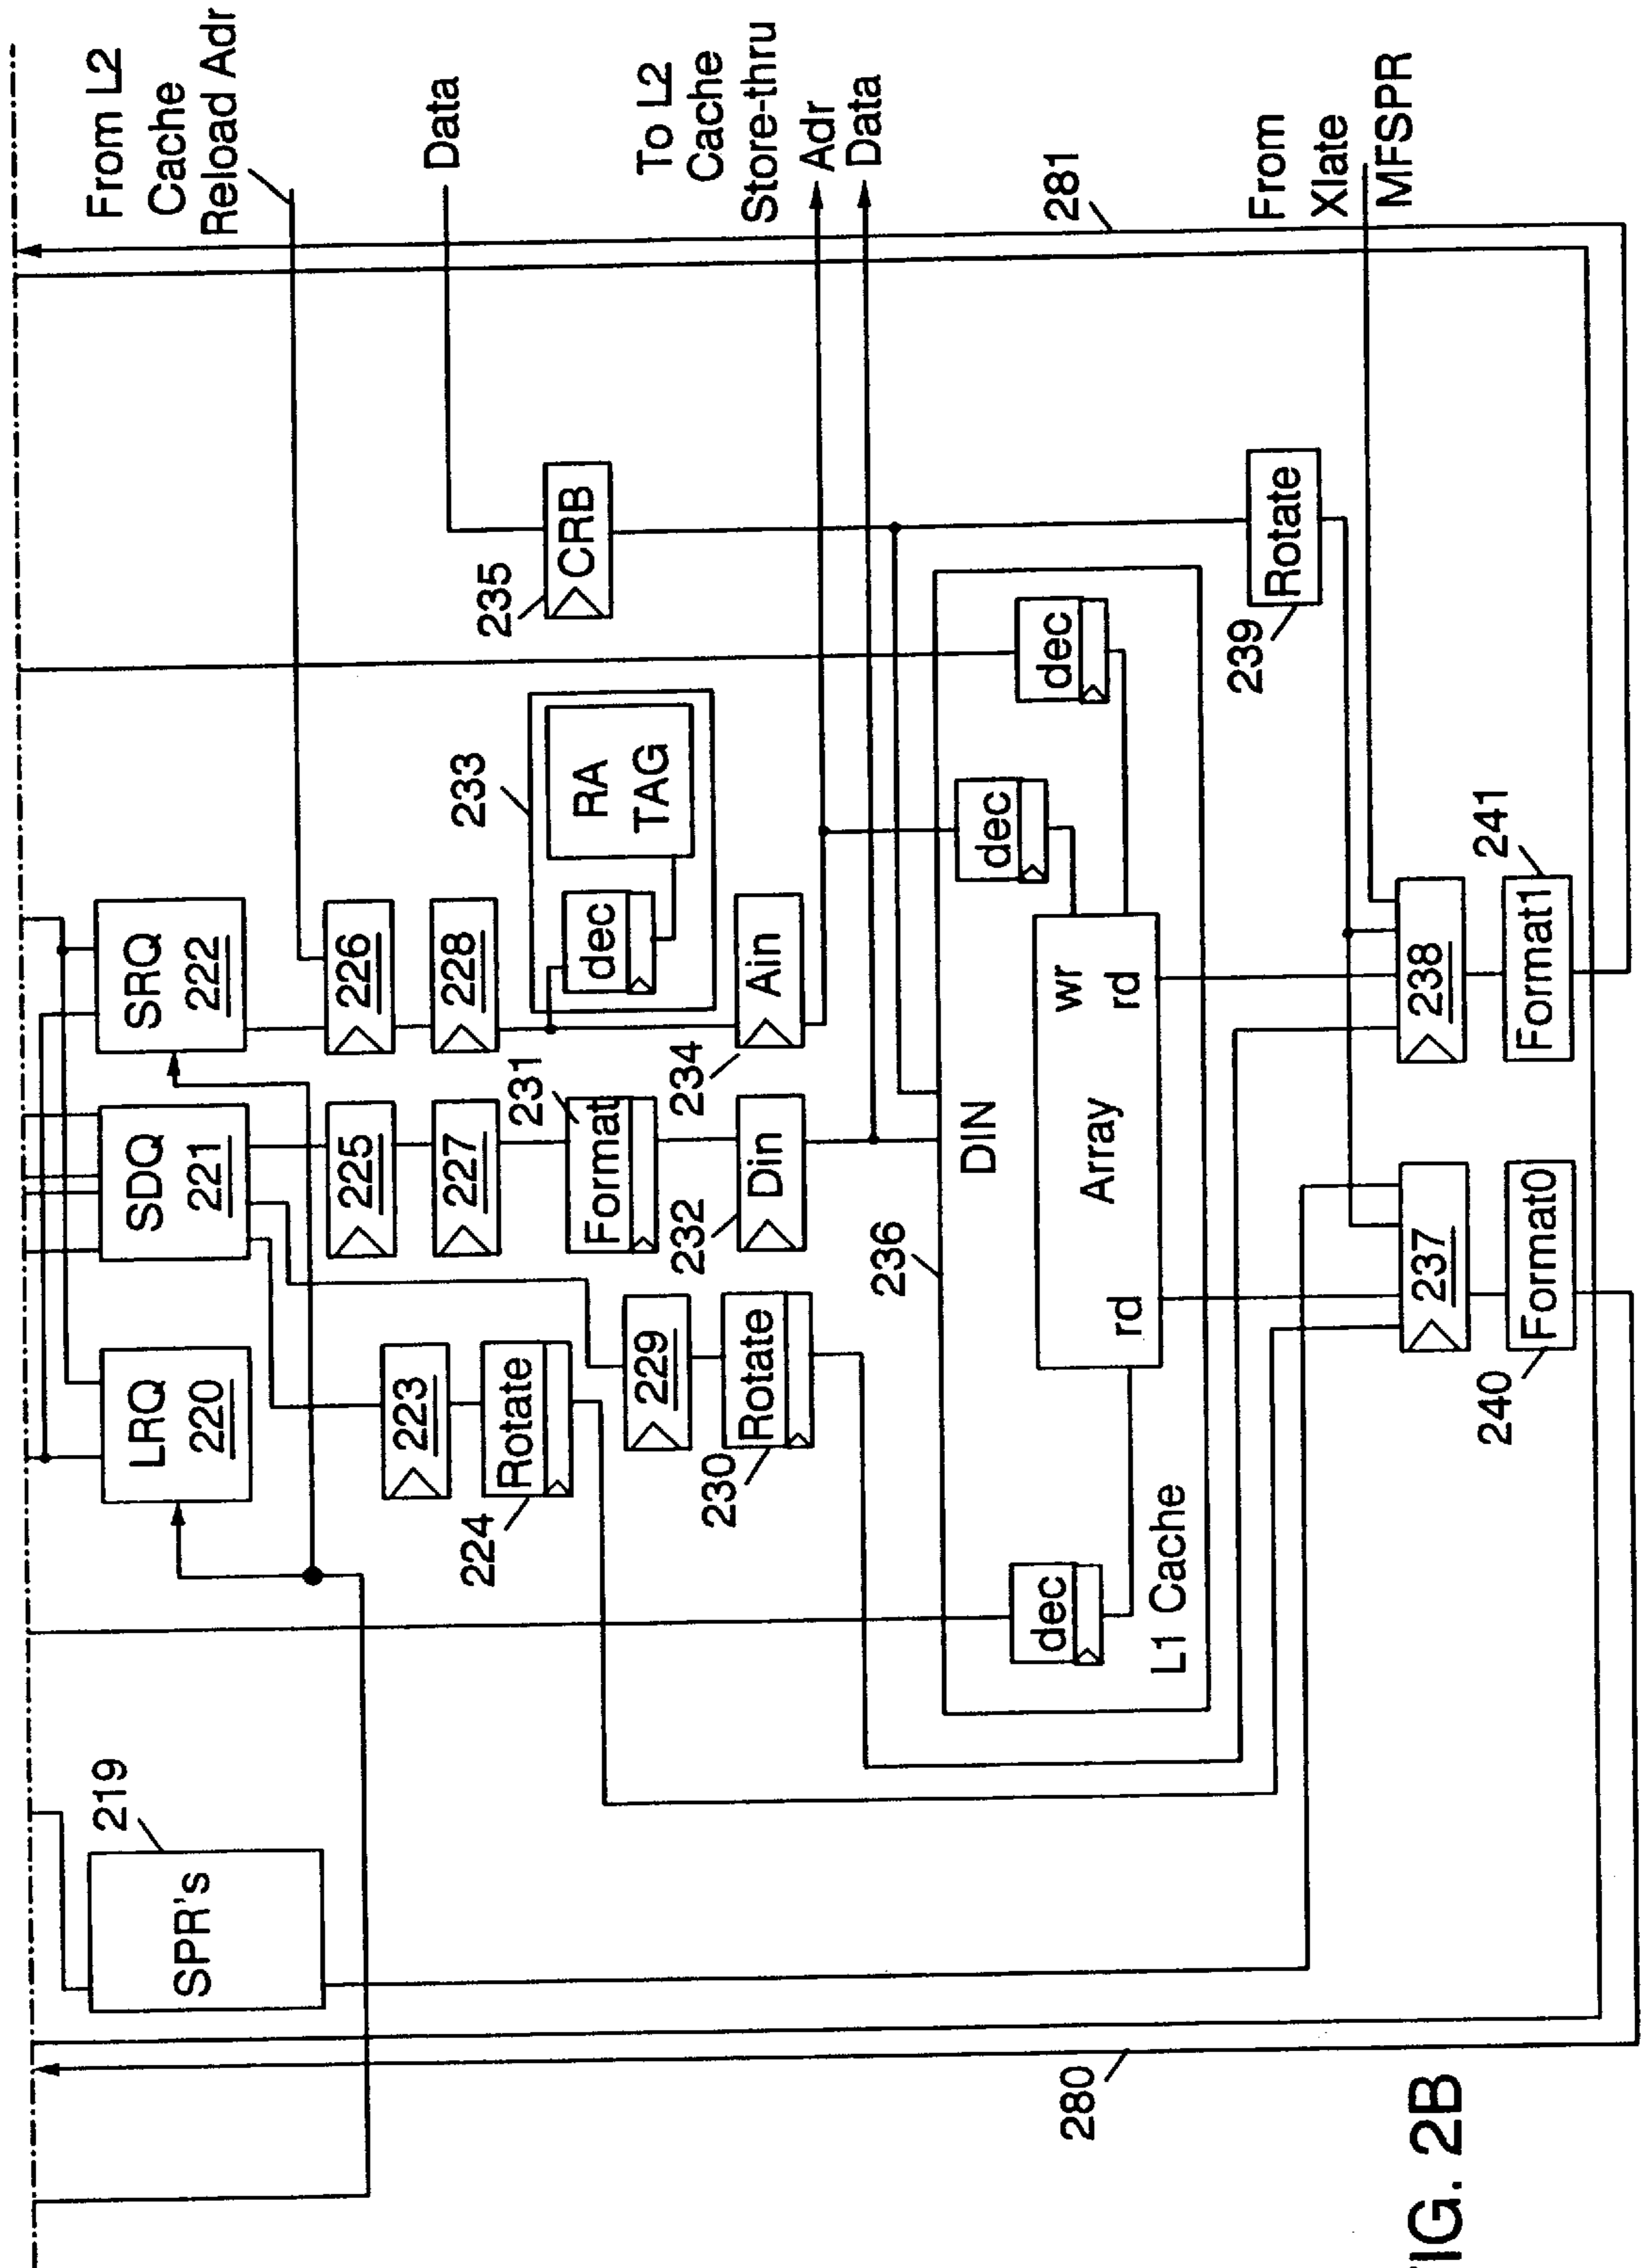 From L2
Cache
Reload Adr
Data
To L2
Cache
Store-thru
Adr
Data
From
Xlate
MFSPR
281
SPR's
219
LRQ
220
SDQ
221
SRQ
222
223
225
226
Rotate
224
227
228
CRB
235
229
Format
231
dec
RA
TAG
233
Rotate
230
Din
232
Ain
234
236
DIN
dec
dec
dec
rd
Array
wr
rd
L1 Cache
Rotate
239
237
238
Format0
240
Format1
241
280
IG. 2B